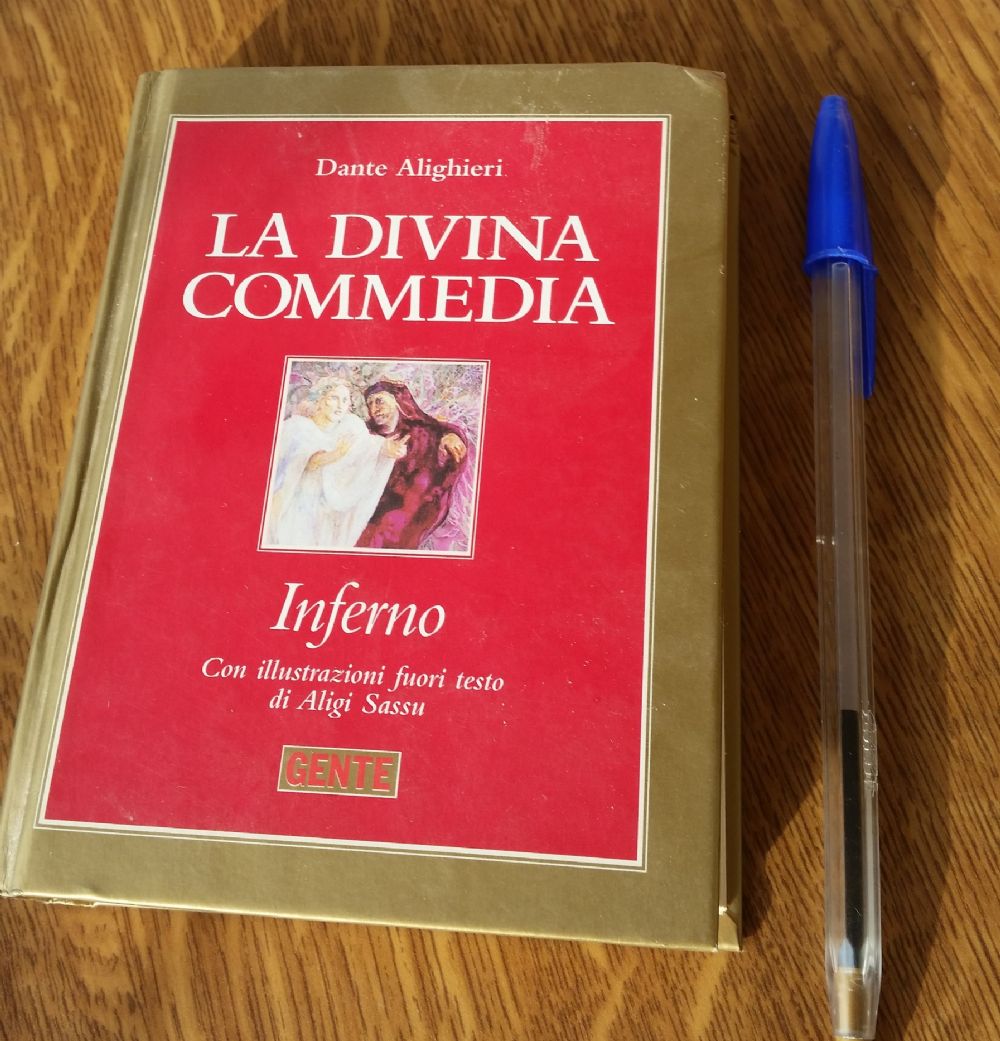 Dante Alighieri
LA DIVINA
COMMEDIA
Inferno
Con illustrazioni fuori testo
di Aligi Sassu
GENTE